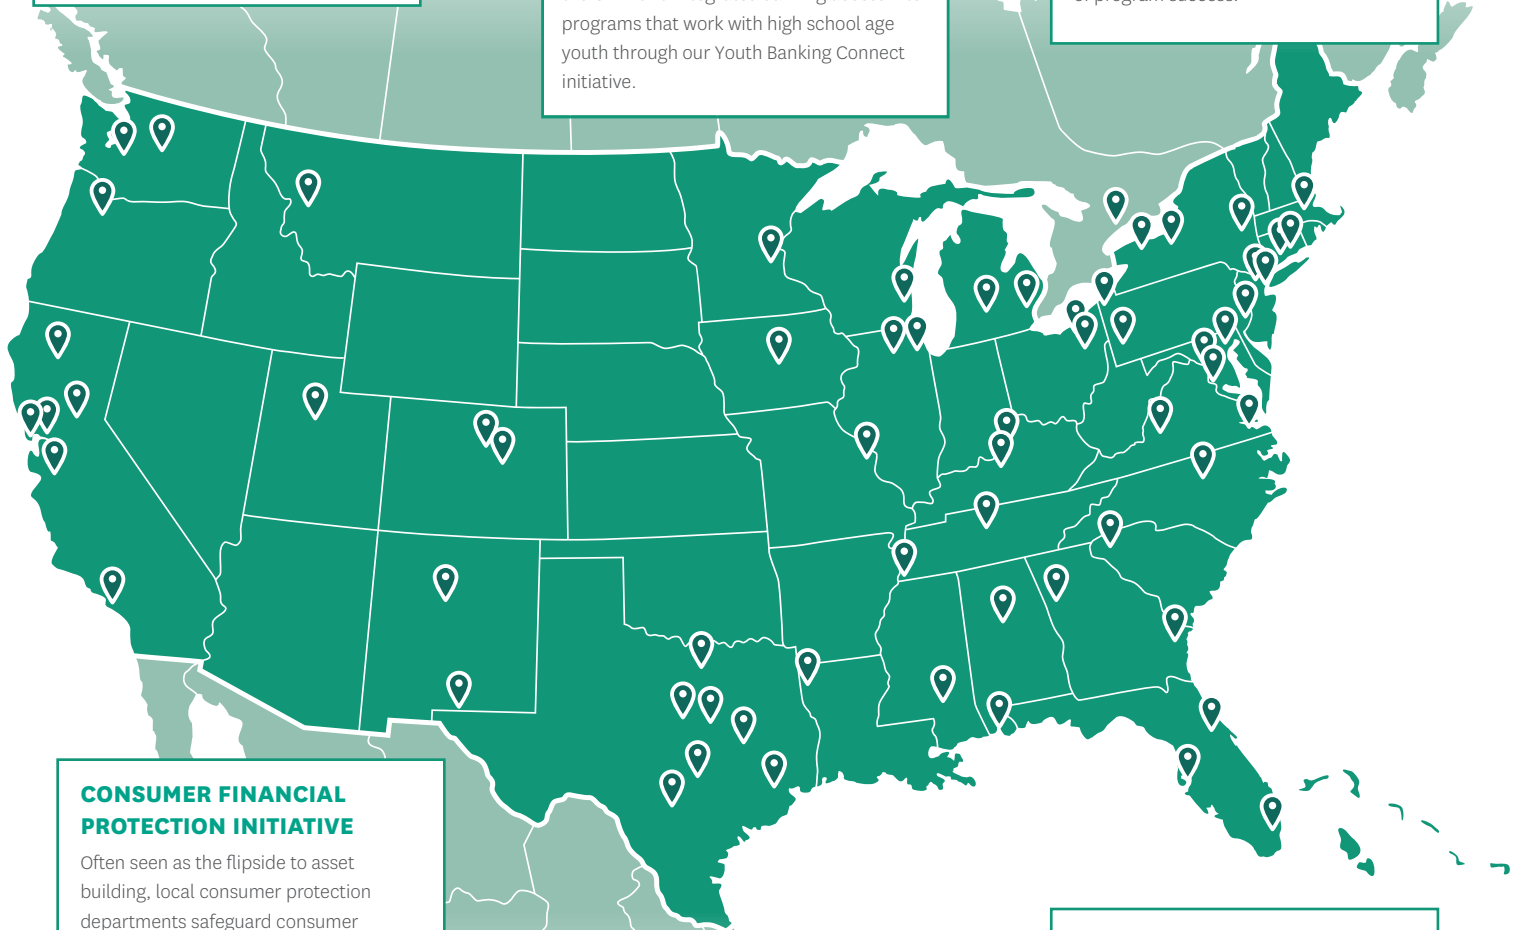 programs that work with high school age
youth through our Youth Banking Connect
initiative.
CONSUMER FINANCIAL
PROTECTION INITIATIVE
Often seen as the flipside to asset
building, local consumer protection
departments safeguard consumer